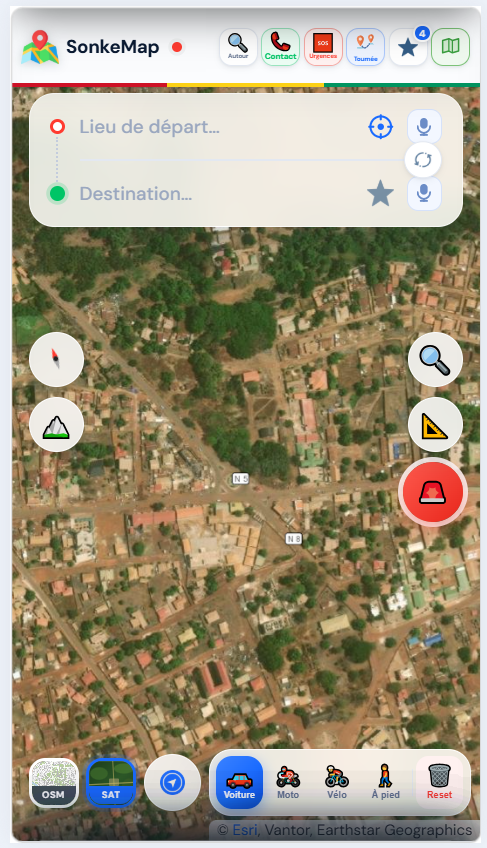 SonkeMap
Autour
Contact
SOS
Urgences
Tournée
4
Lieu de départ...
Destination...
N 5
N 8
OSM
SAT
Voiture
Moto
Vélo
À pied
Reset
© Esri, Vantor, Earthstar Geographics